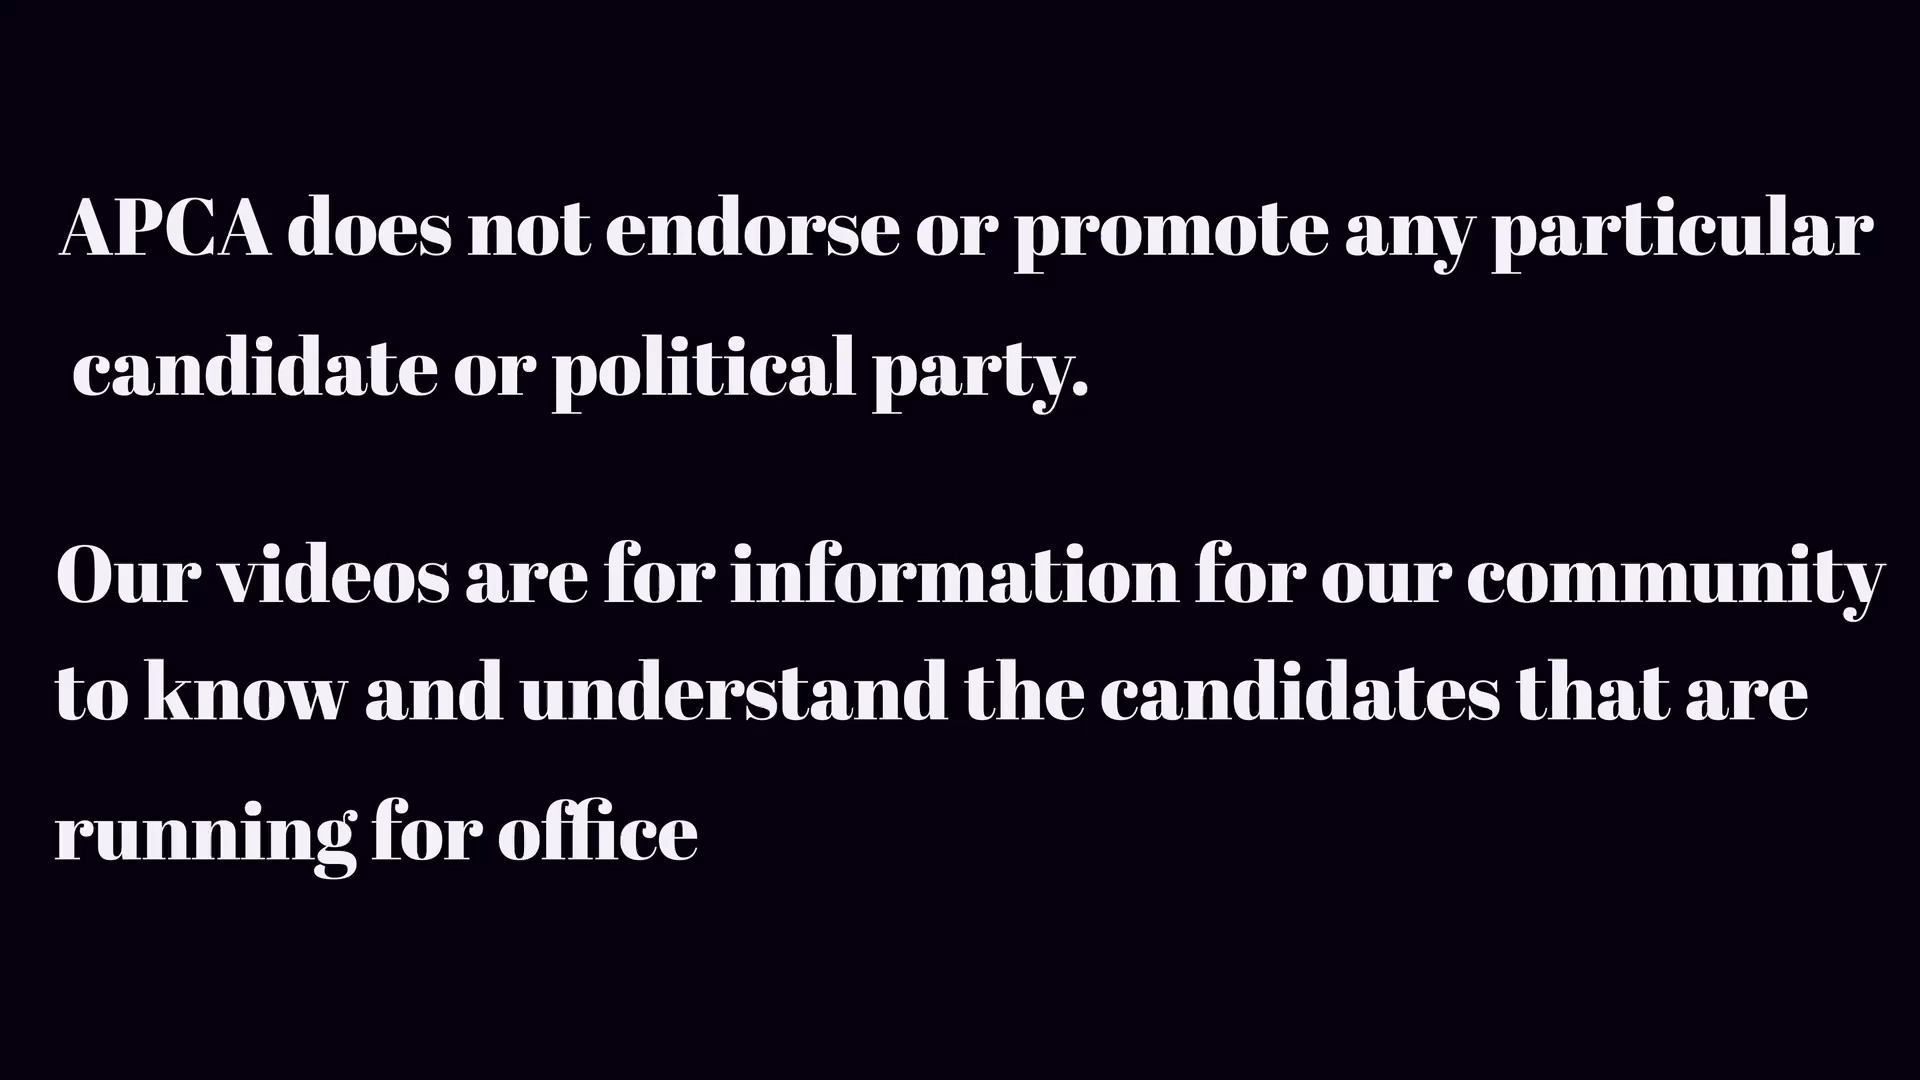 APCA does not endorse or promote any particular
candidate or political party.
Our videos are for information for our community
to know and understand the candidates that are
running for office